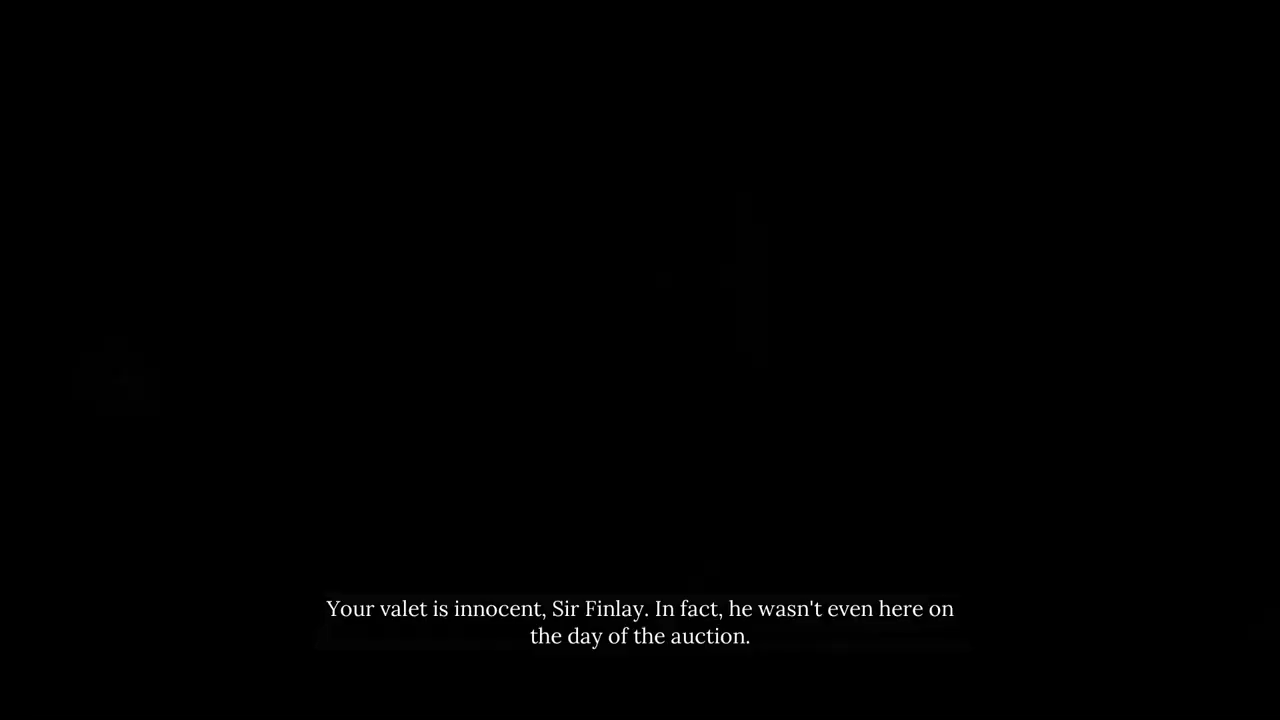 Your valet is innocent, Sir Finlay. In fact, he wasn't even here on
the day of the auction.